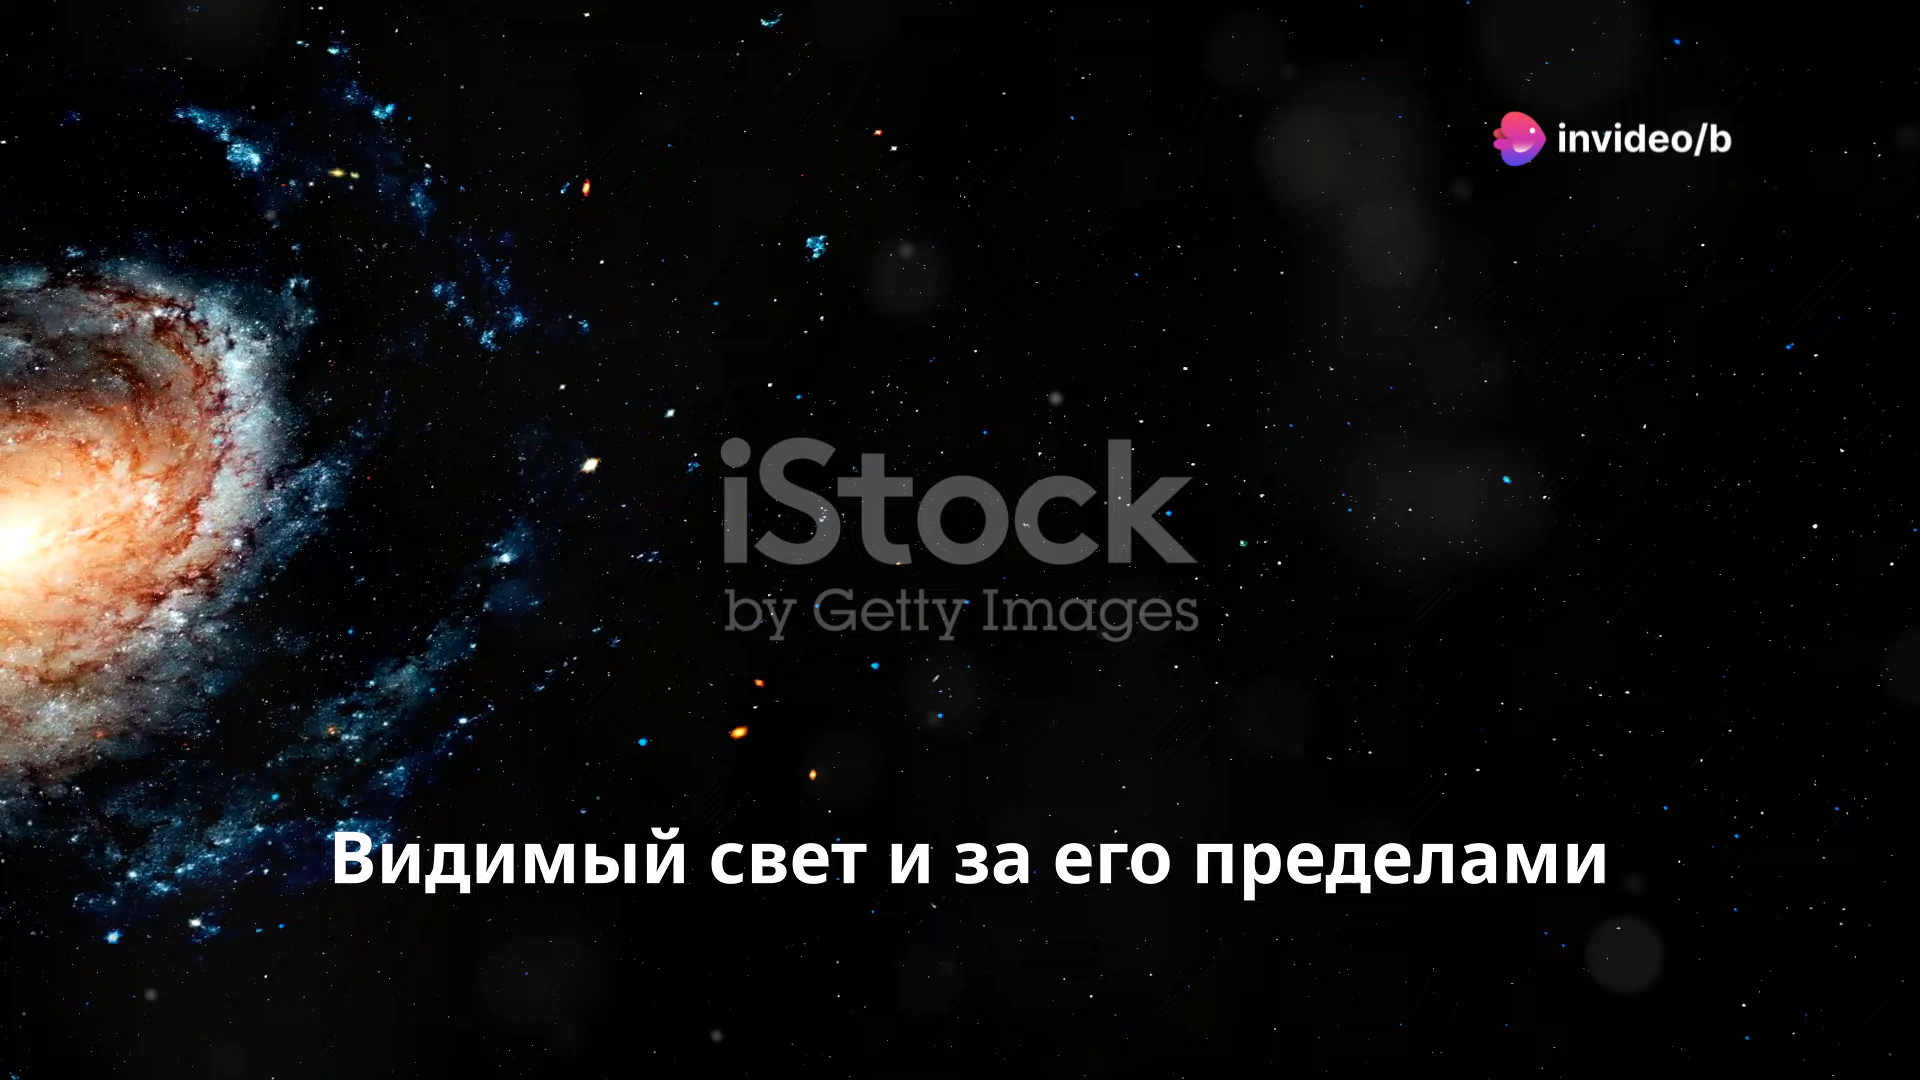 invideo/b
iStock
by Getty Images
Видимый свет и за его пределами